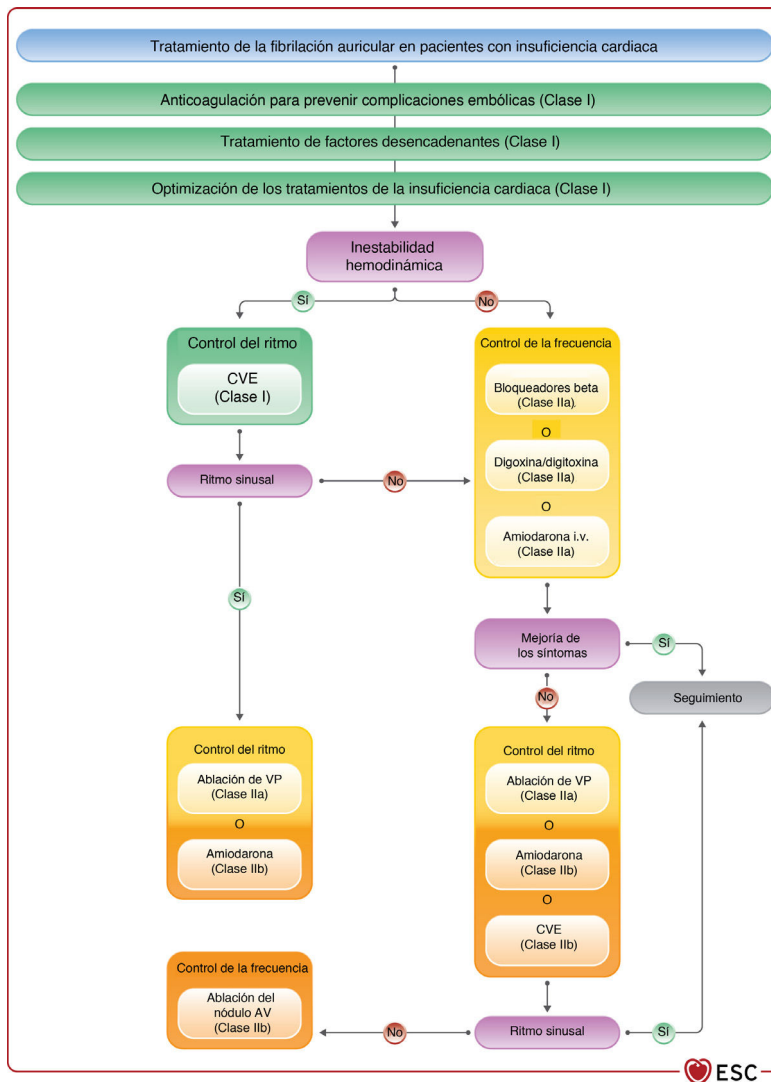 Tratamiento de la fibrilación auricular en pacientes con insuficiencia cardiaca
Anticoagulación para prevenir complicaciones embólicas (Clase I)
Tratamiento de factores desencadenantes (Clase I)
Optimización de los tratamientos de la insuficiencia cardiaca (Clase I)
Inestabilidad
hemodinámica
Sí
No
Control del ritmo
CVE
(Clase I)
Control de la frecuencia
Bloqueadores beta
(Clase IIa).
O
Digoxina/digitoxina
(Clase IIa)
O
Amiodarona i.v.
(Clase IIa)
Ritmo sinusal
No
Sí
Mejoría de
los síntomas
Sí
No
Seguimiento
Control del ritmo
Ablación de VP
(Clase IIa)
O
Amiodarona
(Clase IIb)
Control del ritmo
Ablación de VP
(Clase IIa)
O
Amiodarona
(Clase IIb)
O
CVE
(Clase IIb)
Control de la frecuencia
Ablación del
nódulo AV
(Clase IIb)
No
Ritmo sinusal
Sí
ESC